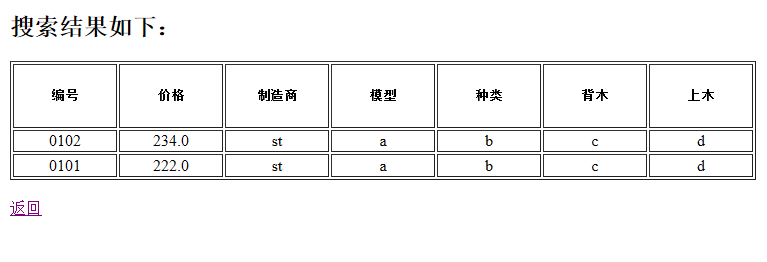 搜索结果如下：
编号 价格 制造商 模型 种类 背木 上木
0102 234.0 st a b c d
0101 222.0 st a b c d
返回